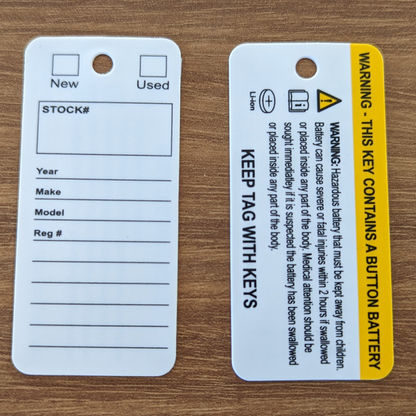 New Used
STOCK#
Year
Make
Model
Reg #
WARNING - THIS KEY CONTAINS A BUTTON BATTERY
Li-ion
WARNING: Hazardous battery that must be kept away from children.
Battery can cause severe or fatal injuries within 2 hours if swallowed
or placed inside any part of the body. Medical attention should be
sought immediatley if it is suspected the battery has been swallowed
or placed inside any part of the body.
KEEP TAG WITH KEYS